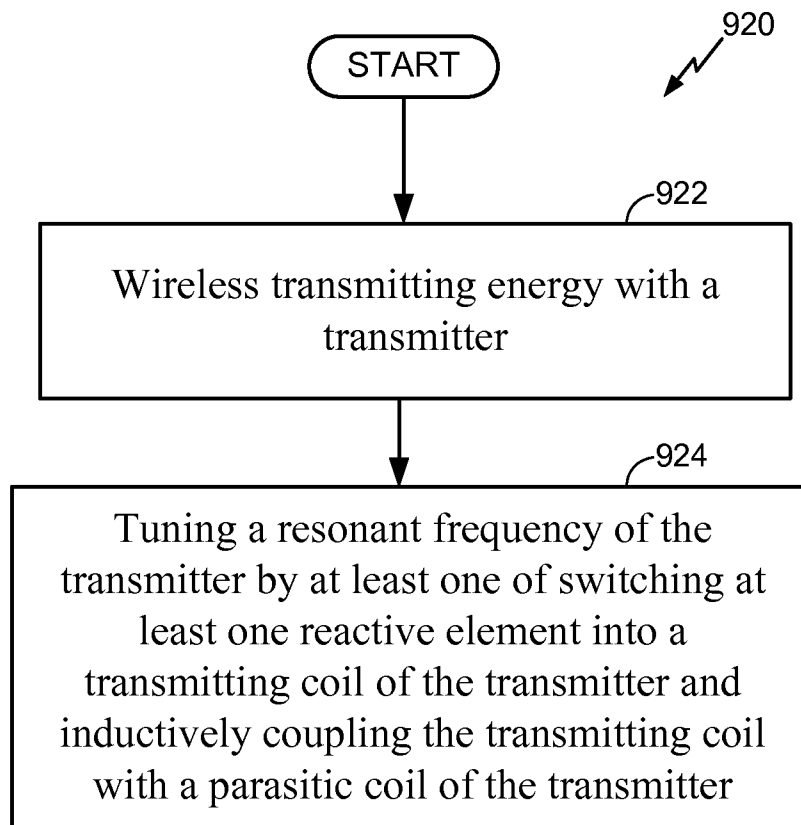 920
START
922
Wireless transmitting energy with a
transmitter
924
Tuning a resonant frequency of the
transmitter by at least one of switching at
least one reactive element into a
transmitting coil of the transmitter and
inductively coupling the transmitting coil
with a parasitic coil of the transmitter